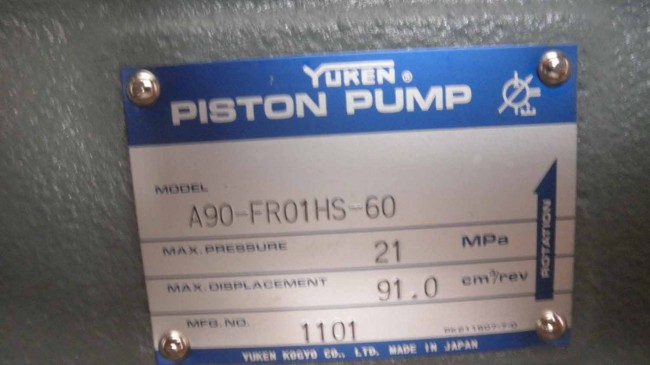 YUKEN ®
PISTON PUMP
MODEL
A90-FR01HS-60
MAX. PRESSURE 21 MPa
MAX. DISPLACEMENT 91.0 cm³/rev
MFG. NO. 1101
ROTATION
YUKEN KOGYO CO., LTD. MADE IN JAPAN